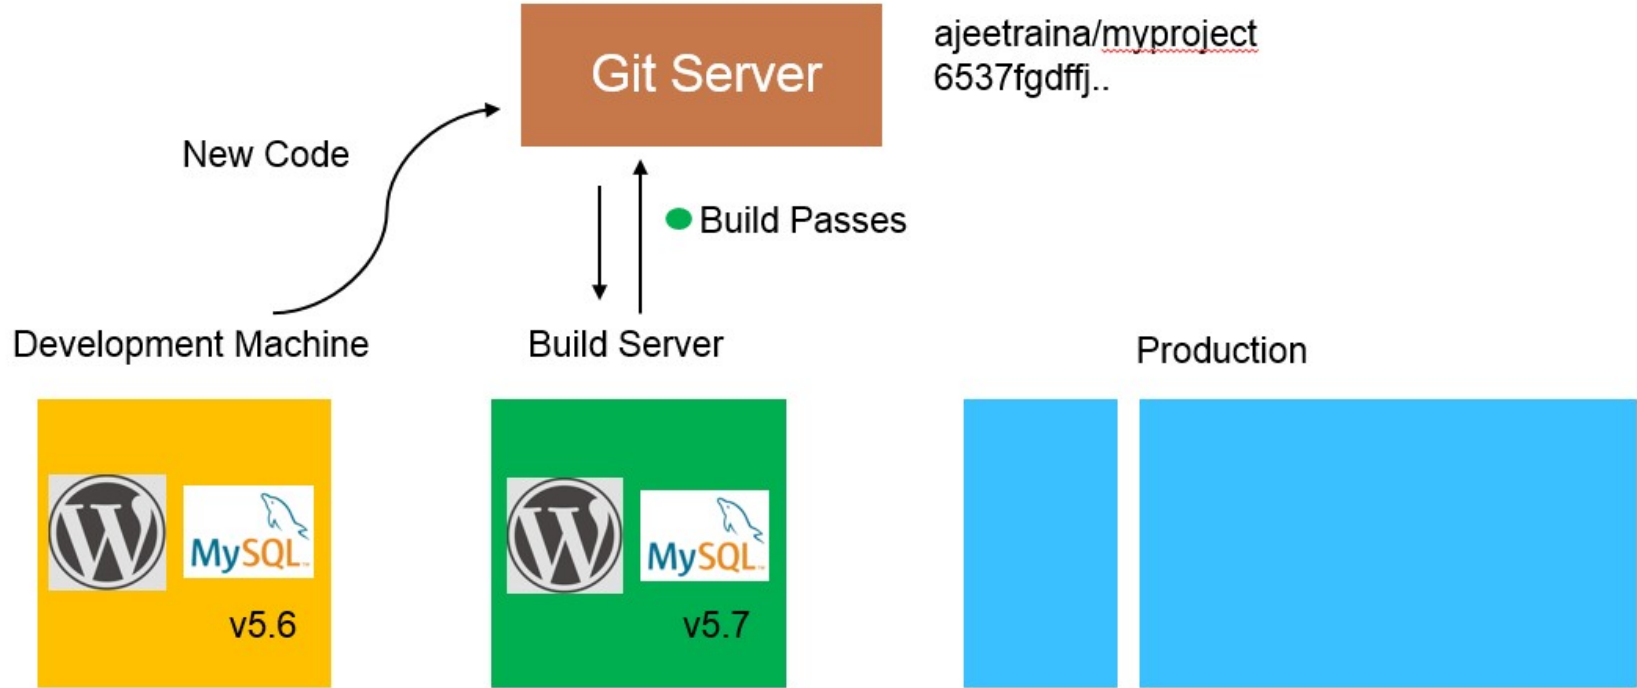 Git Server
ajeetraina/myproject
6537fgdffj..
New Code
Build Passes
Development Machine
Build Server
Production
MySQL™
v5.6
MySQL
v5.7